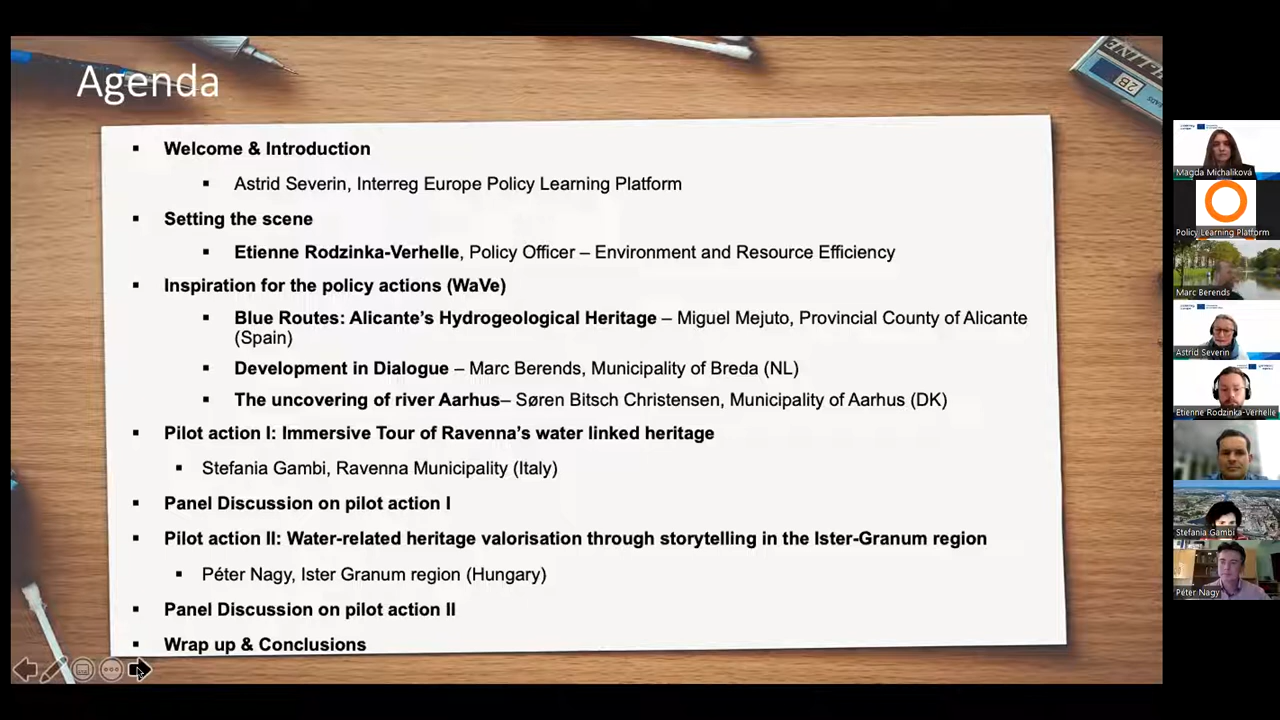 Agenda
Welcome & Introduction
Astrid Severin, Interreg Europe Policy Learning Platform
Setting the scene
Etienne Rodzinka-Verhelle, Policy Officer – Environment and Resource Efficiency
Inspiration for the policy actions (WaVe)
Blue Routes: Alicante’s Hydrogeological Heritage – Miguel Mejuto, Provincial County of Alicante
(Spain)
Development in Dialogue – Marc Berends, Municipality of Breda (NL)
The uncovering of river Aarhus– Søren Bitsch Christensen, Municipality of Aarhus (DK)
Pilot action I: Immersive Tour of Ravenna’s water linked heritage
Stefania Gambi, Ravenna Municipality (Italy)
Panel Discussion on pilot action I
Pilot action II: Water-related heritage valorisation through storytelling in the Ister-Granum region
Péter Nagy, Ister Granum region (Hungary)
Panel Discussion on pilot action II
Wrap up & Conclusions
2B
Magda Michaliková
Policy Learning Platform
Marc Berends
Astrid Severin
Etienne Rodzinka-Verhelle
Stefania Gambi
Péter Nagy